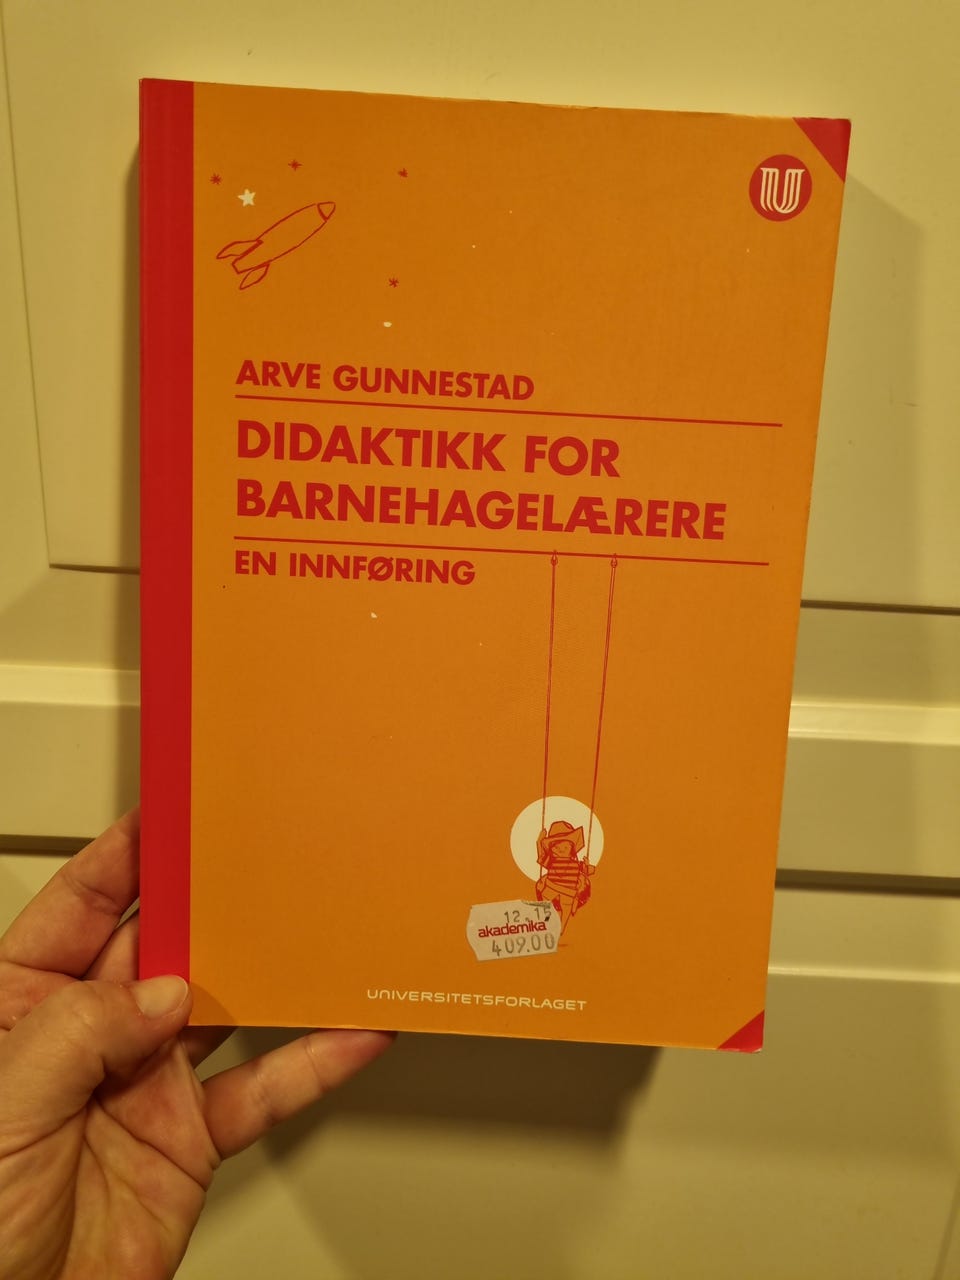 U
ARVE GUNNESTAD
DIDAKTIKK FOR
BARNEHAGELÆRERE
EN INNFØRING
12.15
akademika
409.00
UNIVERSITETSFORLAGET